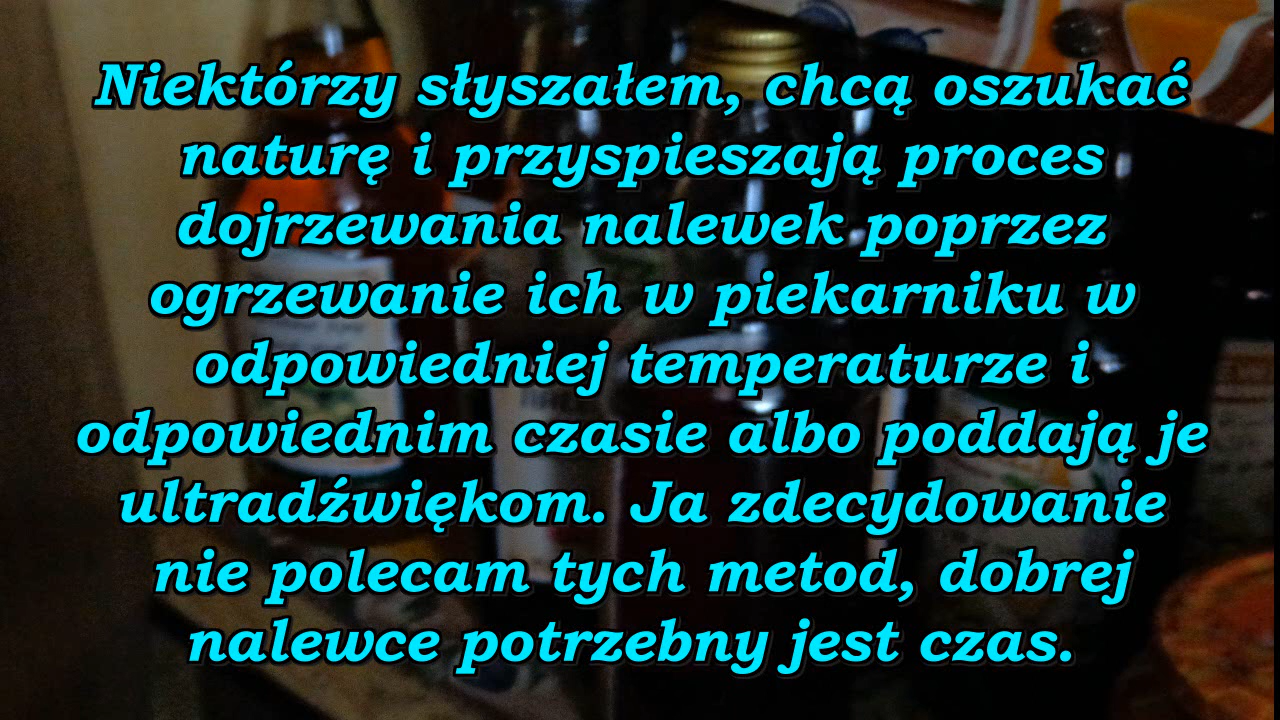 Niektórzy słyszałem, chcą oszukać
naturę i przyspieszają proces
dojrzewania nalewek poprzez
ogrzewanie ich w piekarniku w
odpowiedniej temperaturze i
odpowiednim czasie albo poddają je
ultradźwiękom. Ja zdecydowanie
nie polecam tych metod, dobrej
nalewce potrzebny jest czas.